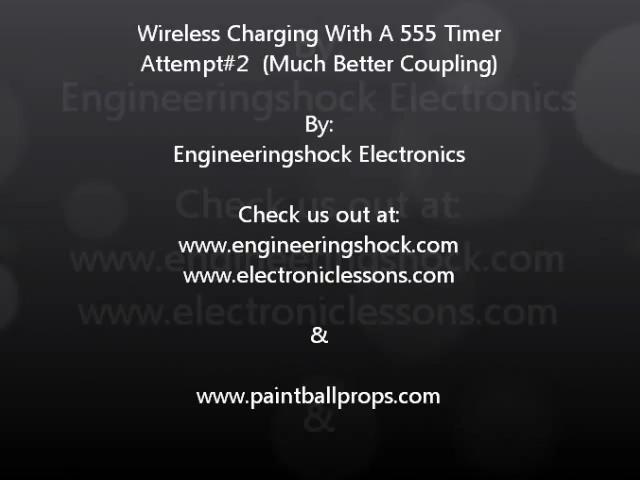 Wireless Charging With A 555 Timer
Attempt#2 (Much Better Coupling)
By:
Engineeringshock Electronics
Check us out at:
www.engineeringshock.com
www.electroniclessons.com
&
www.paintballprops.com